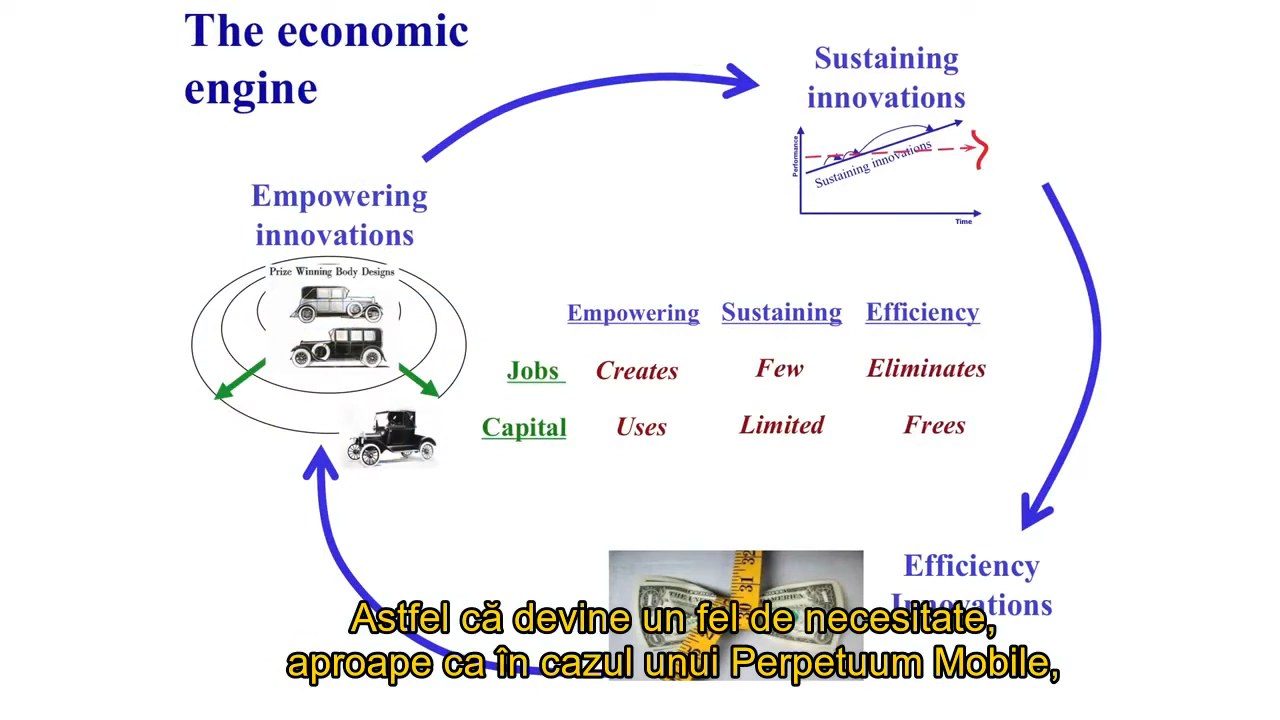 The economic
engine
Sustaining
innovations
Performance
Sustaining innovations
Time
Empowering
innovations
Prize Winning Body Designs
Empowering Sustaining Efficiency
Jobs Creates Few Eliminates
Capital Uses Limited Frees
Efficiency
Innovations
Astfel că devine un fel de necesitate,
aproape ca în cazul unui Perpetuum Mobile,